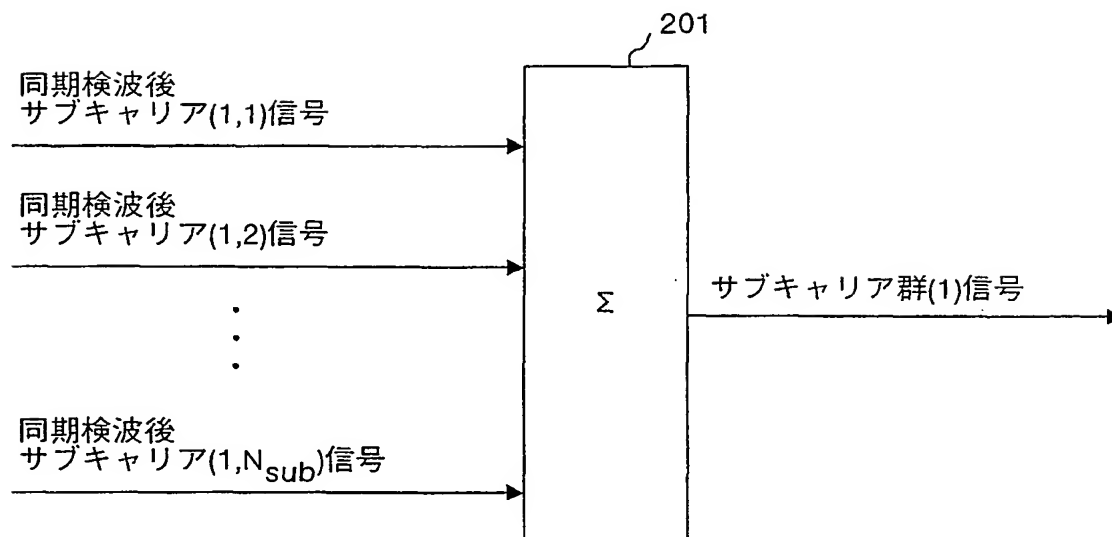 201
同期検波後
サブキャリア(1,1)信号
同期検波後
サブキャリア(1,2)信号
Σ
サブキャリア群(1)信号
同期検波後
サブキャリア(1,Nsub)信号